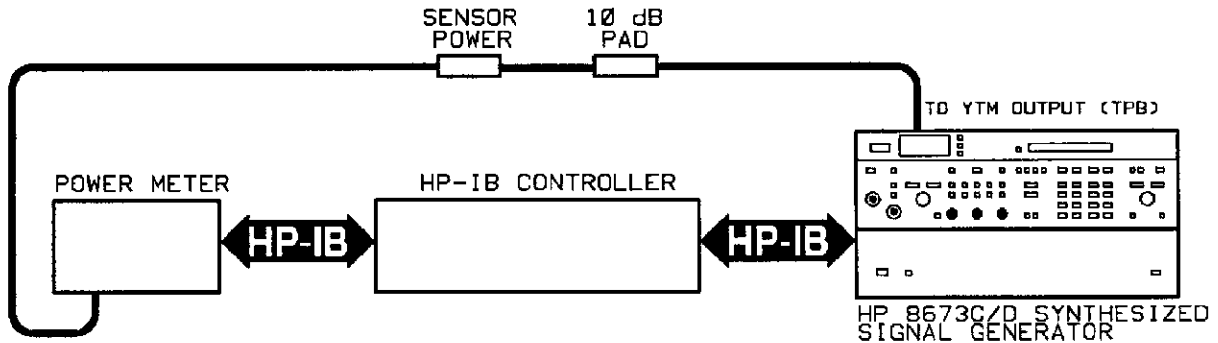 SENSOR
POWER
10 dB
PAD
TO YTM OUTPUT (TPB)
POWER METER
HP-IB CONTROLLER
HP-IB
HP-IB
HP 8673C/D SYNTHESIZED
SIGNAL GENERATOR